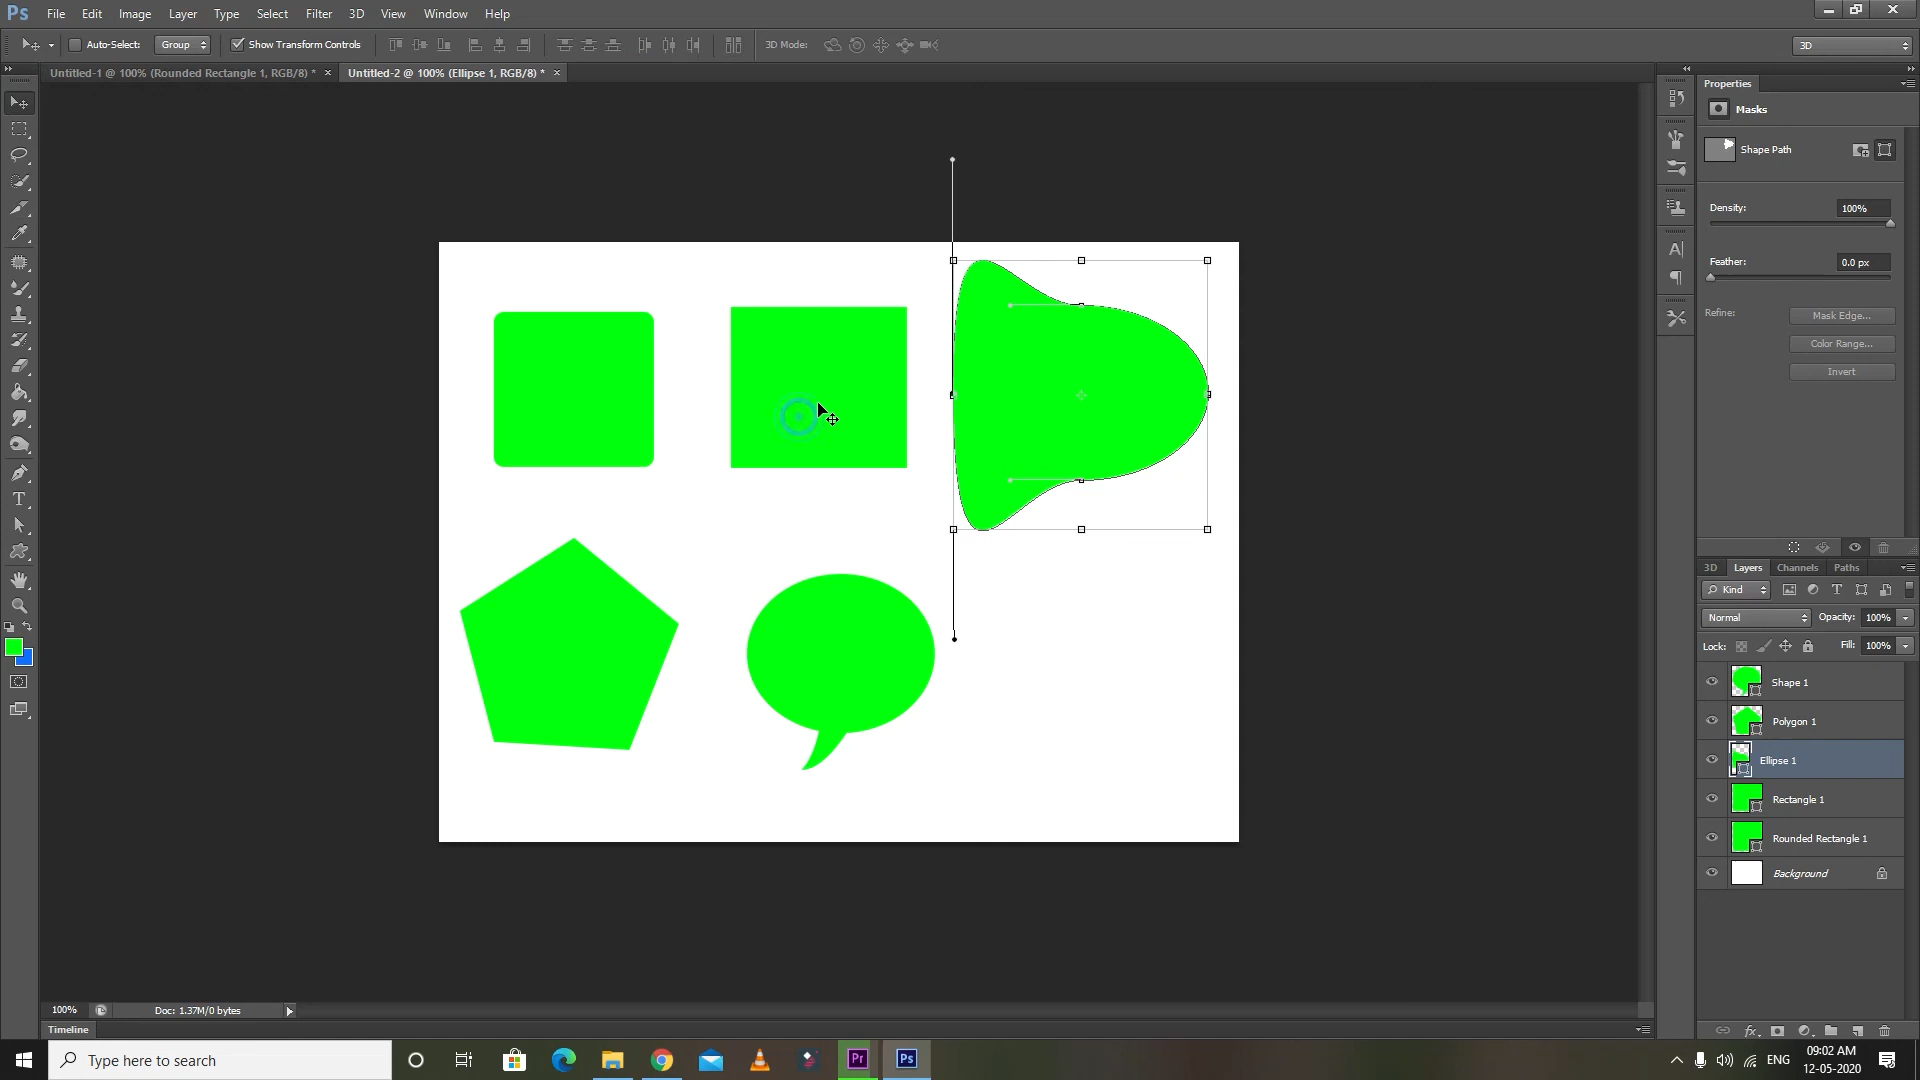 Ps File Edit Image Layer Type Select Filter 3D View Window Help
Auto-Select: Group Show Transform Controls 3D Mode: 3D
Untitled-1 @ 100% (Rounded Rectangle 1, RGB/8) * × Untitled-2 @ 100% (Ellipse 1, RGB/8) * ×
Properties
Masks
Shape Path
Density: 100%
Feather: 0.0 px
Refine: Mask Edge...
Color Range...
Invert
3D Layers Channels Paths
Kind
Normal Opacity: 100%
Lock: Fill: 100%
Shape 1
Polygon 1
Ellipse 1
Rectangle 1
Rounded Rectangle 1
Background
100% Doc: 1.37M/0 bytes
Timeline
Type here to search
Pr Ps
ENG
09:02 AM
12-05-2020